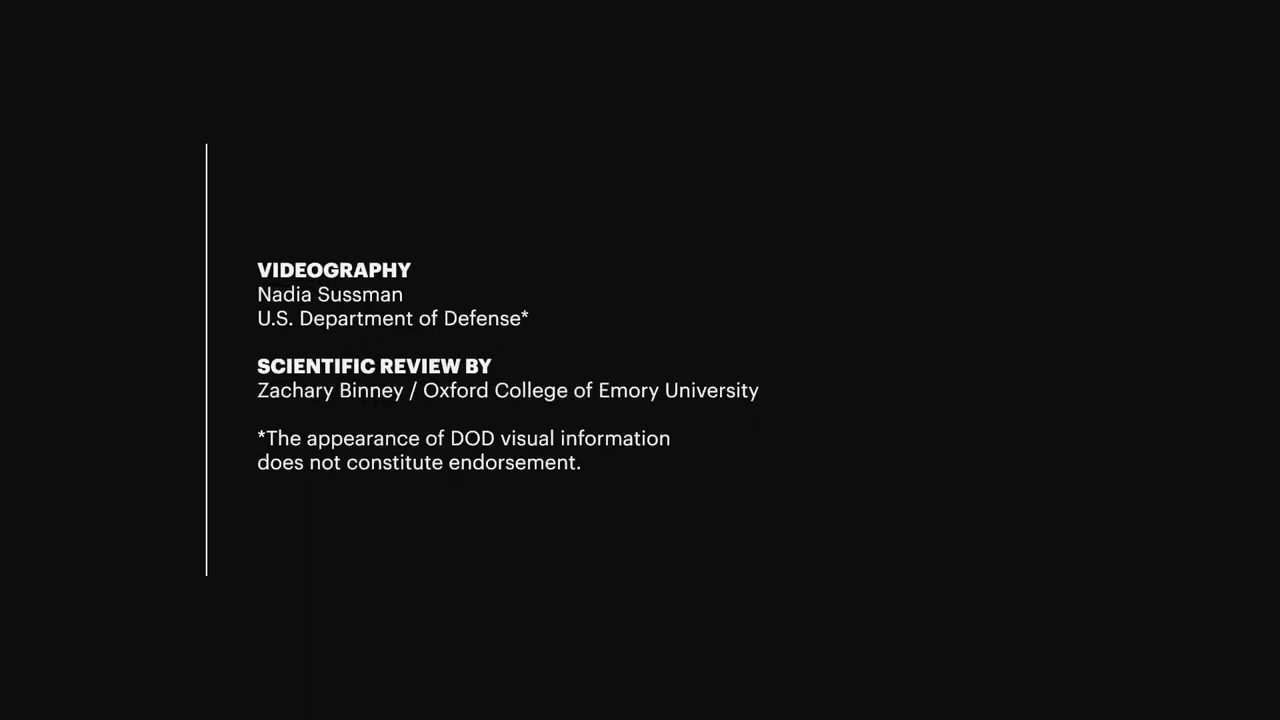 VIDEOGRAPHY
Nadia Sussman
U.S. Department of Defense*
SCIENTIFIC REVIEW BY
Zachary Binney / Oxford College of Emory University
*The appearance of DOD visual information
does not constitute endorsement.